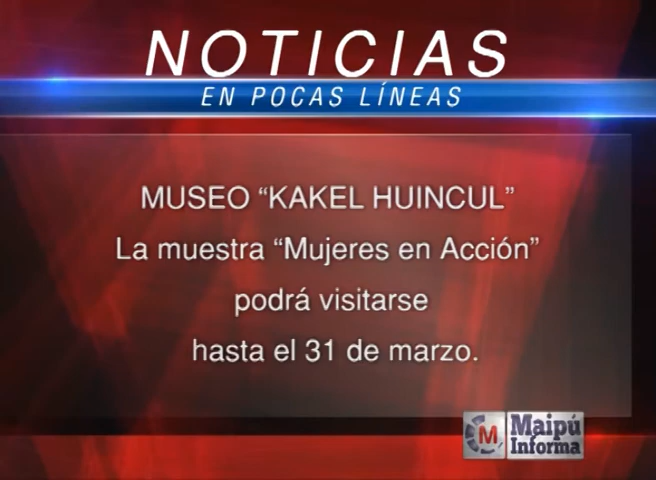 NOTICIAS
EN POCAS LÍNEAS
MUSEO “KAKEL HUINCUL”
La muestra “Mujeres en Acción”
podrá visitarse
hasta el 31 de marzo.
M
Maipú
Informa